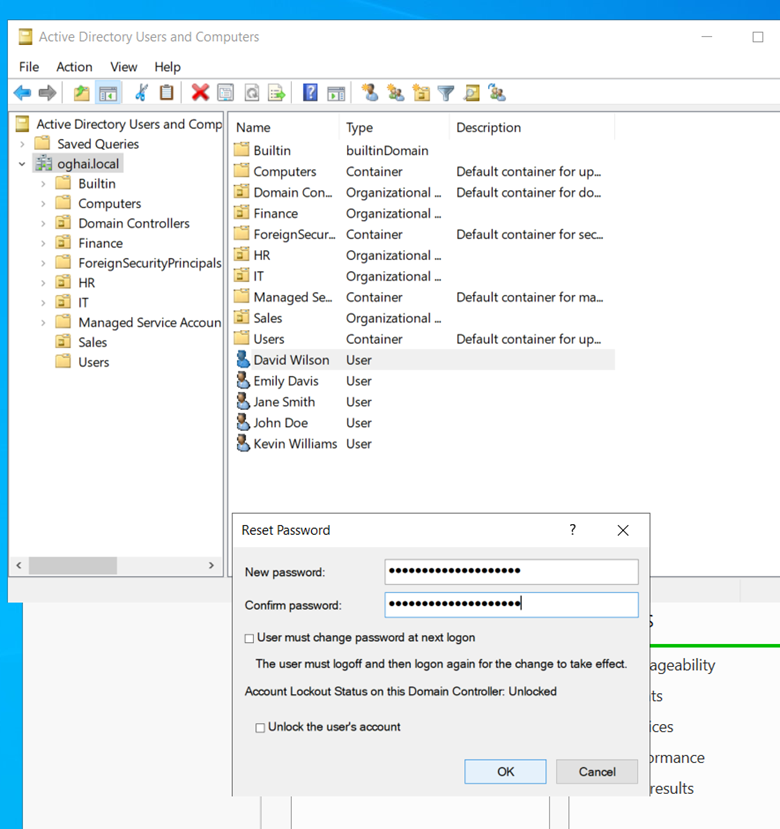 Active Directory Users and Computers
File Action View Help
Active Directory Users and Comp
Saved Queries
oghai.local
Builtin
Computers
Domain Controllers
Finance
ForeignSecurityPrincipals
HR
IT
Managed Service Accoun
Sales
Users
Name Type Description
Builtin builtinDomain
Computers Container Default container for up...
Domain Con... Organizational ... Default container for do...
Finance Organizational ...
ForeignSecur... Container Default container for sec...
HR Organizational ...
IT Organizational ...
Managed Se... Container Default container for ma...
Sales Organizational ...
Users Container Default container for up...
David Wilson User
Emily Davis User
Jane Smith User
John Doe User
Kevin Williams User
Reset Password ?
New password: ••••••••••••••••••••
Confirm password: ••••••••••••••••••••
User must change password at next logon
The user must logoff and then logon again for the change to take effect.
Account Lockout Status on this Domain Controller: Unlocked
Unlock the user's account
OK Cancel
ageability
ts
ices
ormance
results